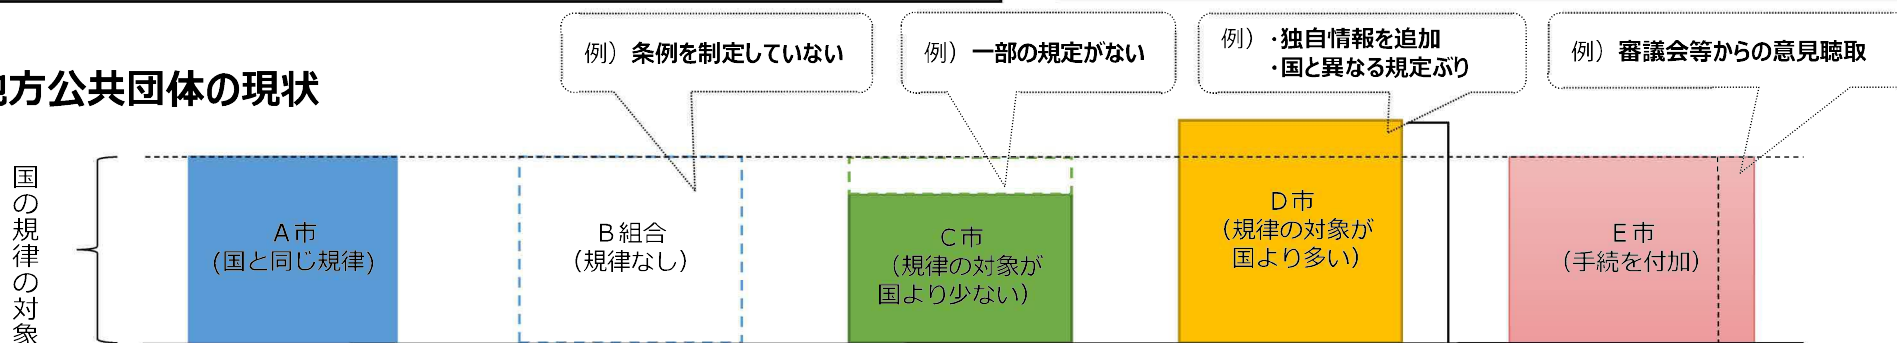 例）条例を制定していない
例）一部の規定がない
例）・独自情報を追加
・国と異なる規定ぶり
例）審議会等からの意見聴取
地方公共団体の現状
国の規律の対象
A市
(国と同じ規律)
B組合
（規律なし）
C市
（規律の対象が
国より少ない）
D市
（規律の対象が
国より多い）
E市
（手続を付加）